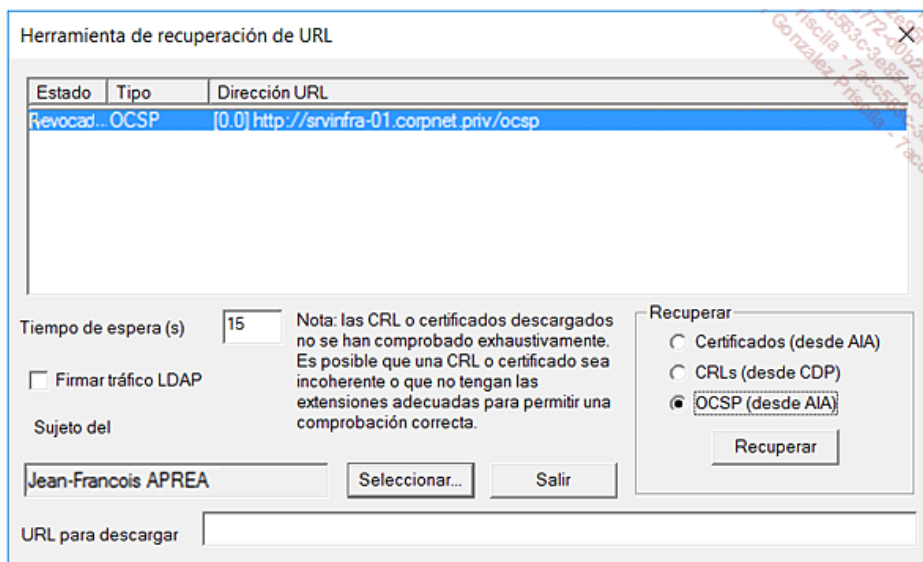 Herramienta de recuperación de URL
Estado Tipo Dirección URL
Revocad... OCSP [0.0] http://srvinfra-01.corpnet.priv/ocsp
Tiempo de espera (s) 15
Nota: las CRL o certificados descargados
no se han comprobado exhaustivamente.
Es posible que una CRL o certificado sea
incoherente o que no tengan las
extensiones adecuadas para permitir una
comprobación correcta.
Firmar tráfico LDAP
Sujeto del
Jean-Francois APREA
Seleccionar...
Salir
Recuperar
Certificados (desde AIA)
CRLs (desde CDP)
OCSP (desde AIA)
Recuperar
URL para descargar